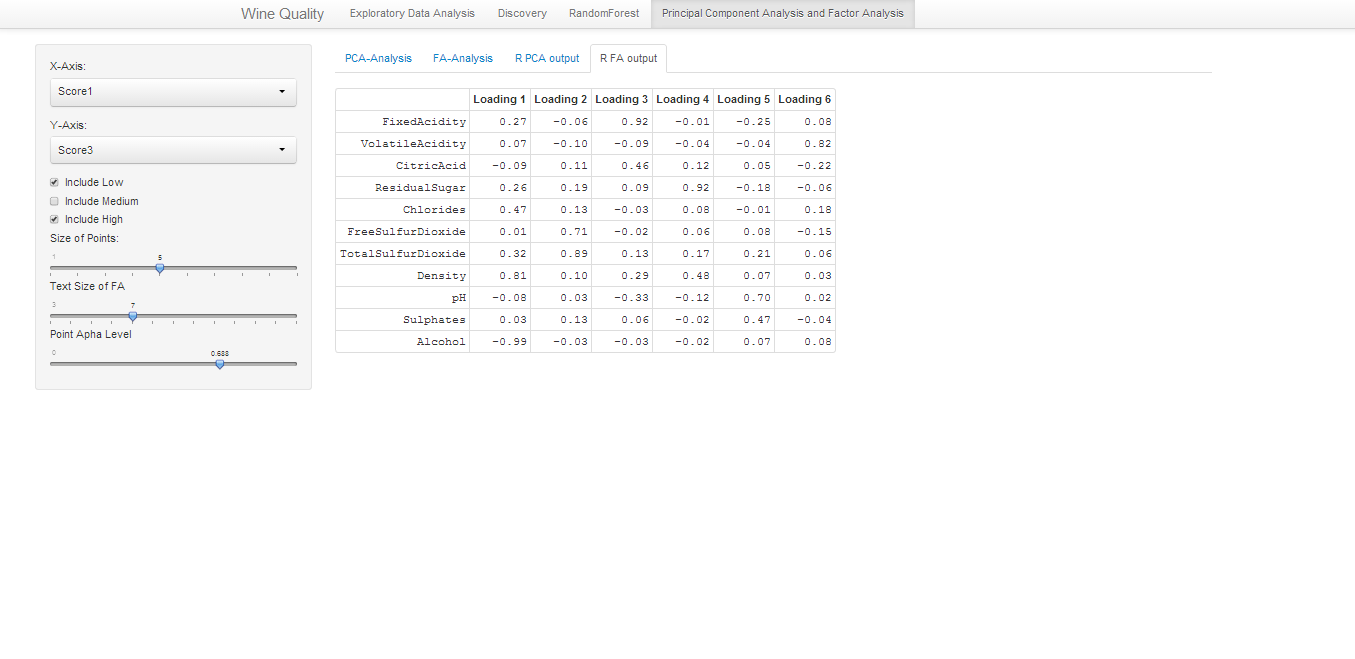 Wine Quality Exploratory Data Analysis Discovery RandomForest Principal Component Analysis and Factor Analysis
X-Axis:
Score1
Y-Axis:
Score3
Include Low
Include Medium
Include High
Size of Points:
1 5
Text Size of FA
3 7
Point Apha Level
0 0.688
PCA-Analysis FA-Analysis R PCA output R FA output
Loading 1 Loading 2 Loading 3 Loading 4 Loading 5 Loading 6
FixedAcidity 0.27 -0.06 0.92 -0.01 -0.25 0.08
VolatileAcidity 0.07 -0.10 -0.09 -0.04 -0.04 0.82
CitricAcid -0.09 0.11 0.46 0.12 0.05 -0.22
ResidualSugar 0.26 0.19 0.09 0.92 -0.18 -0.06
Chlorides 0.47 0.13 -0.03 0.08 -0.01 0.18
FreeSulfurDioxide 0.01 0.71 -0.02 0.06 0.08 -0.15
TotalSulfurDioxide 0.32 0.89 0.13 0.17 0.21 0.06
Density 0.81 0.10 0.29 0.48 0.07 0.03
pH -0.08 0.03 -0.33 -0.12 0.70 0.02
Sulphates 0.03 0.13 0.06 -0.02 0.47 -0.04
Alcohol -0.99 -0.03 -0.03 -0.02 0.07 0.08